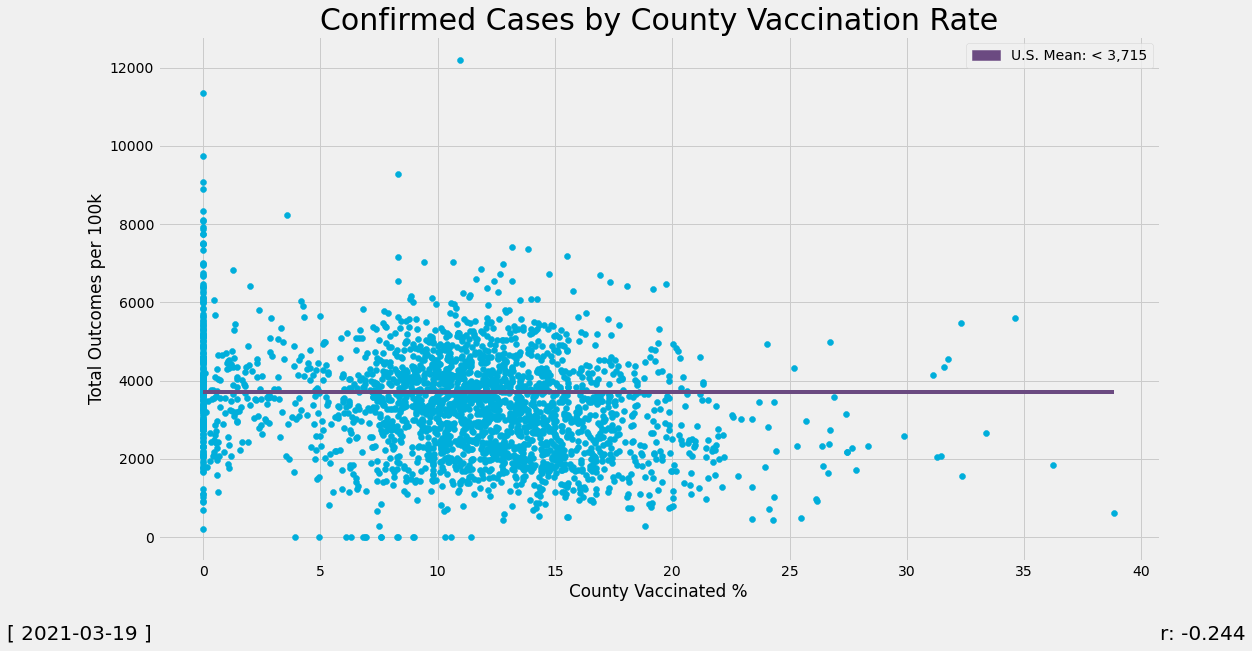 Confirmed Cases by County Vaccination Rate
U.S. Mean: < 3,715
12000
10000
8000
6000
4000
2000
0
Total Outcomes per 100k
0 5 10 15 20 25 30 35 40
County Vaccinated %
[ 2021-03-19 ]
r: -0.244